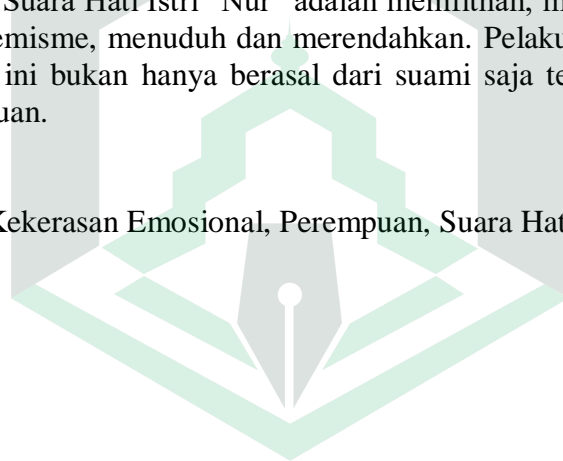 Suara Hati Istri "Nur" adalah memfitnah, m
emisme, menuduh dan merendahkan. Pelaku
ini bukan hanya berasal dari suami saja te
uan.
Kekerasan Emosional, Perempuan, Suara Hat